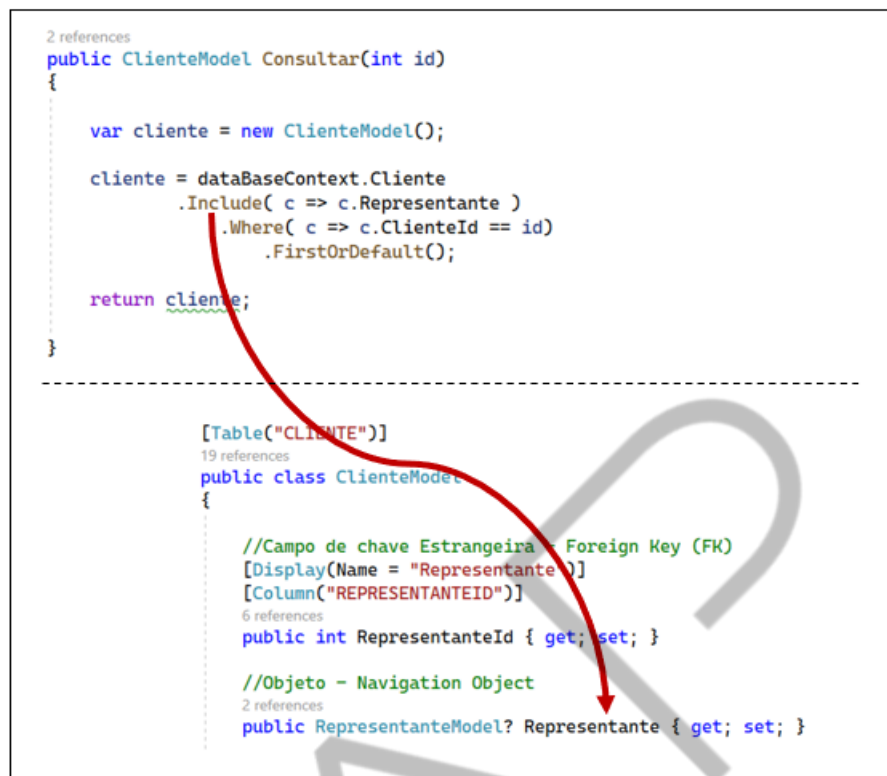 2 references
public ClienteModel Consultar(int id)
{
var cliente = new ClienteModel();
cliente = dataBaseContext.Cliente
.Include( c => c.Representante )
.Where( c => c.ClienteId == id)
.FirstOrDefault();
return cliente;
}
[Table("CLIENTE")]
19 references
public class ClienteModel
{
//Campo de chave Estrangeira - Foreign Key (FK)
[Display(Name = "Representante")]
[Column("REPRESENTANTEID")]
6 references
public int RepresentanteId { get; set; }
//Objeto - Navigation Object
2 references
public RepresentanteModel? Representante { get; set; }